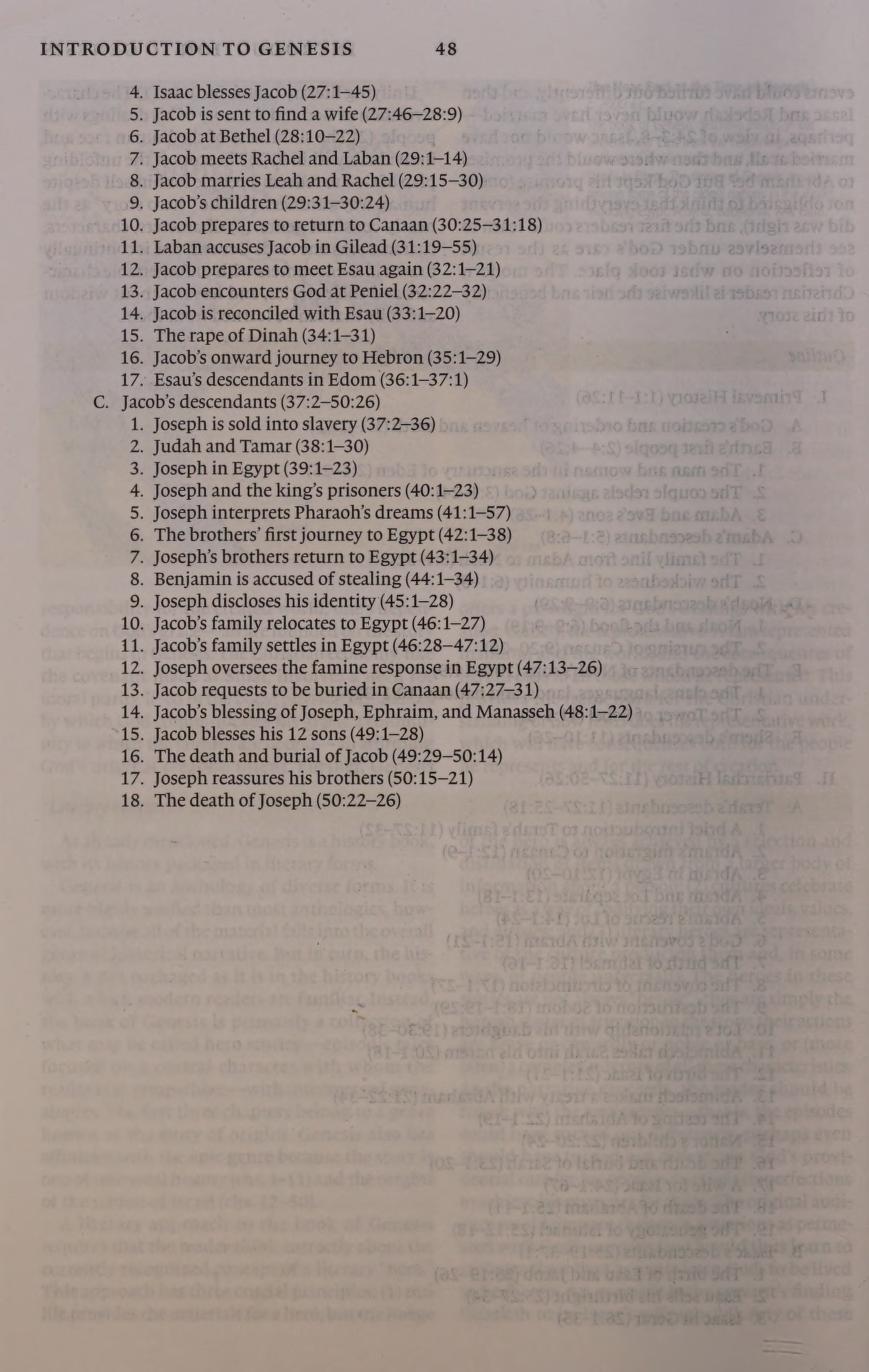 INTRODUCTION TO GENESIS 48
4. Isaac blesses Jacob (27:1–45)
5. Jacob is sent to find a wife (27:46–28:9)
6. Jacob at Bethel (28:10–22)
7. Jacob meets Rachel and Laban (29:1–14)
8. Jacob marries Leah and Rachel (29:15–30)
9. Jacob’s children (29:31–30:24)
10. Jacob prepares to return to Canaan (30:25–31:18)
11. Laban accuses Jacob in Gilead (31:19–55)
12. Jacob prepares to meet Esau again (32:1–21)
13. Jacob encounters God at Peniel (32:22–32)
14. Jacob is reconciled with Esau (33:1–20)
15. The rape of Dinah (34:1–31)
16. Jacob’s onward journey to Hebron (35:1–29)
17. Esau’s descendants in Edom (36:1–37:1)
C. Jacob’s descendants (37:2–50:26)
1. Joseph is sold into slavery (37:2–36)
2. Judah and Tamar (38:1–30)
3. Joseph in Egypt (39:1–23)
4. Joseph and the king’s prisoners (40:1–23)
5. Joseph interprets Pharaoh’s dreams (41:1–57)
6. The brothers’ first journey to Egypt (42:1–38)
7. Joseph’s brothers return to Egypt (43:1–34)
8. Benjamin is accused of stealing (44:1–34)
9. Joseph discloses his identity (45:1–28)
10. Jacob’s family relocates to Egypt (46:1–27)
11. Jacob’s family settles in Egypt (46:28–47:12)
12. Joseph oversees the famine response in Egypt (47:13–26)
13. Jacob requests to be buried in Canaan (47:27–31)
14. Jacob’s blessing of Joseph, Ephraim, and Manasseh (48:1–22)
15. Jacob blesses his 12 sons (49:1–28)
16. The death and burial of Jacob (49:29–50:14)
17. Joseph reassures his brothers (50:15–21)
18. The death of Joseph (50:22–26)